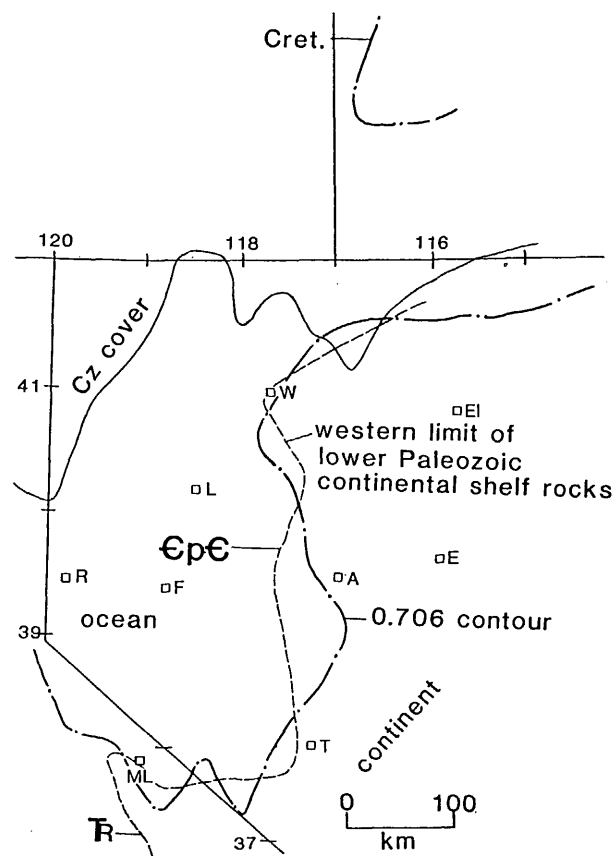 Cret.
120
118
116
Cz cover
41
W
El
western limit of
lower Paleozoic
continental shelf rocks
L
ЄpЄ
E
R
F
A
ocean
0.706 contour
39
continent
T
ML
0
100
km
TR
37